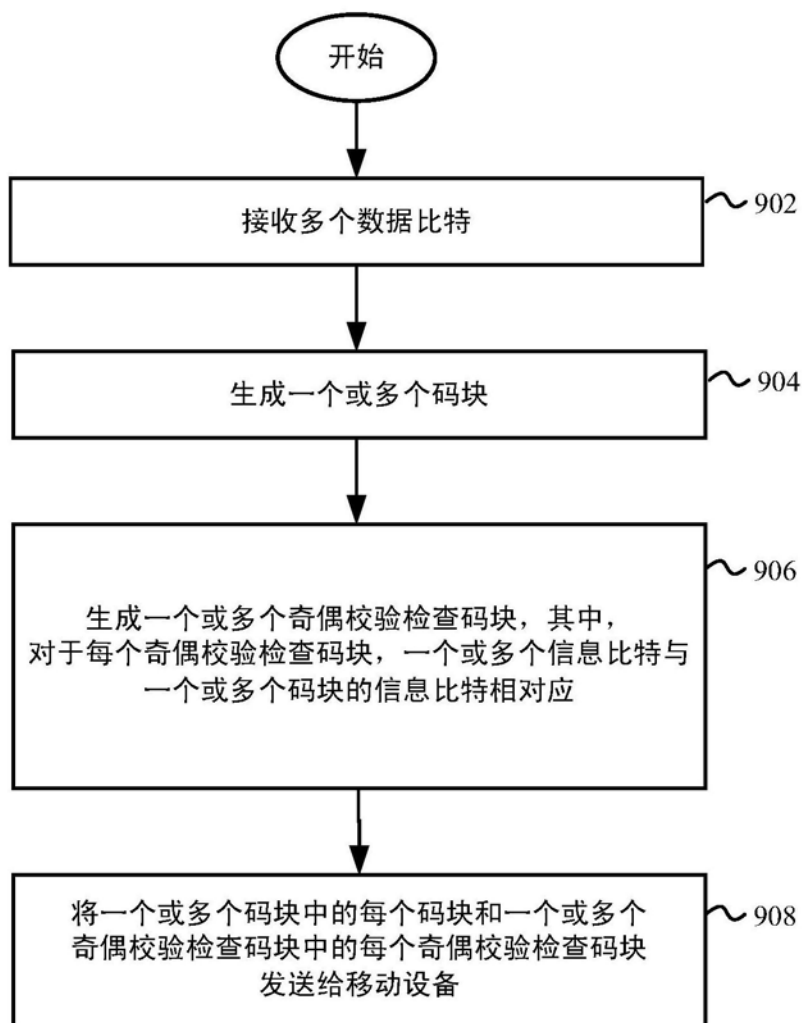 开始
接收多个数据比特
902
生成一个或多个码块
904
生成一个或多个奇偶校验检查码块，其中，
对于每个奇偶校验检查码块，一个或多个信息比特与
一个或多个码块的信息比特相对应
906
将一个或多个码块中的每个码块和一个或多个
奇偶校验检查码块中的每个奇偶校验检查码块
发送给移动设备
908